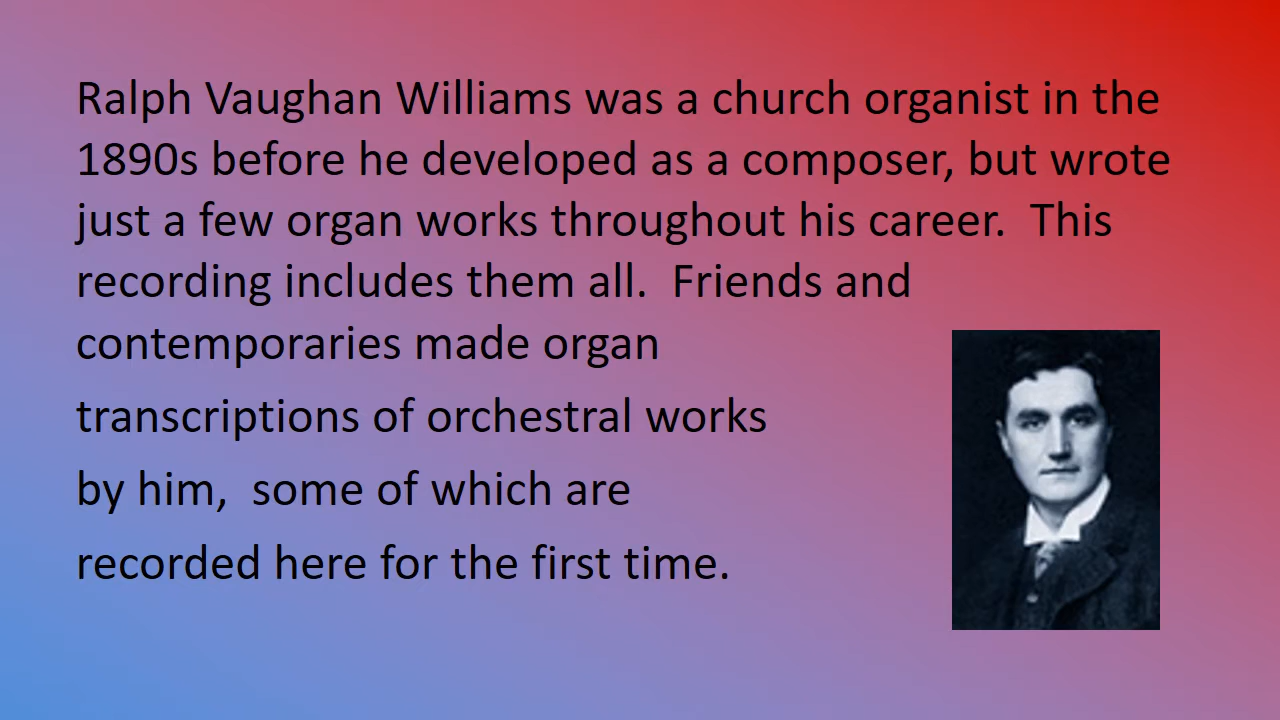 Ralph Vaughan Williams was a church organist in the
1890s before he developed as a composer, but wrote
just a few organ works throughout his career.  This
recording includes them all.  Friends and
contemporaries made organ
transcriptions of orchestral works
by him,  some of which are
recorded here for the first time.